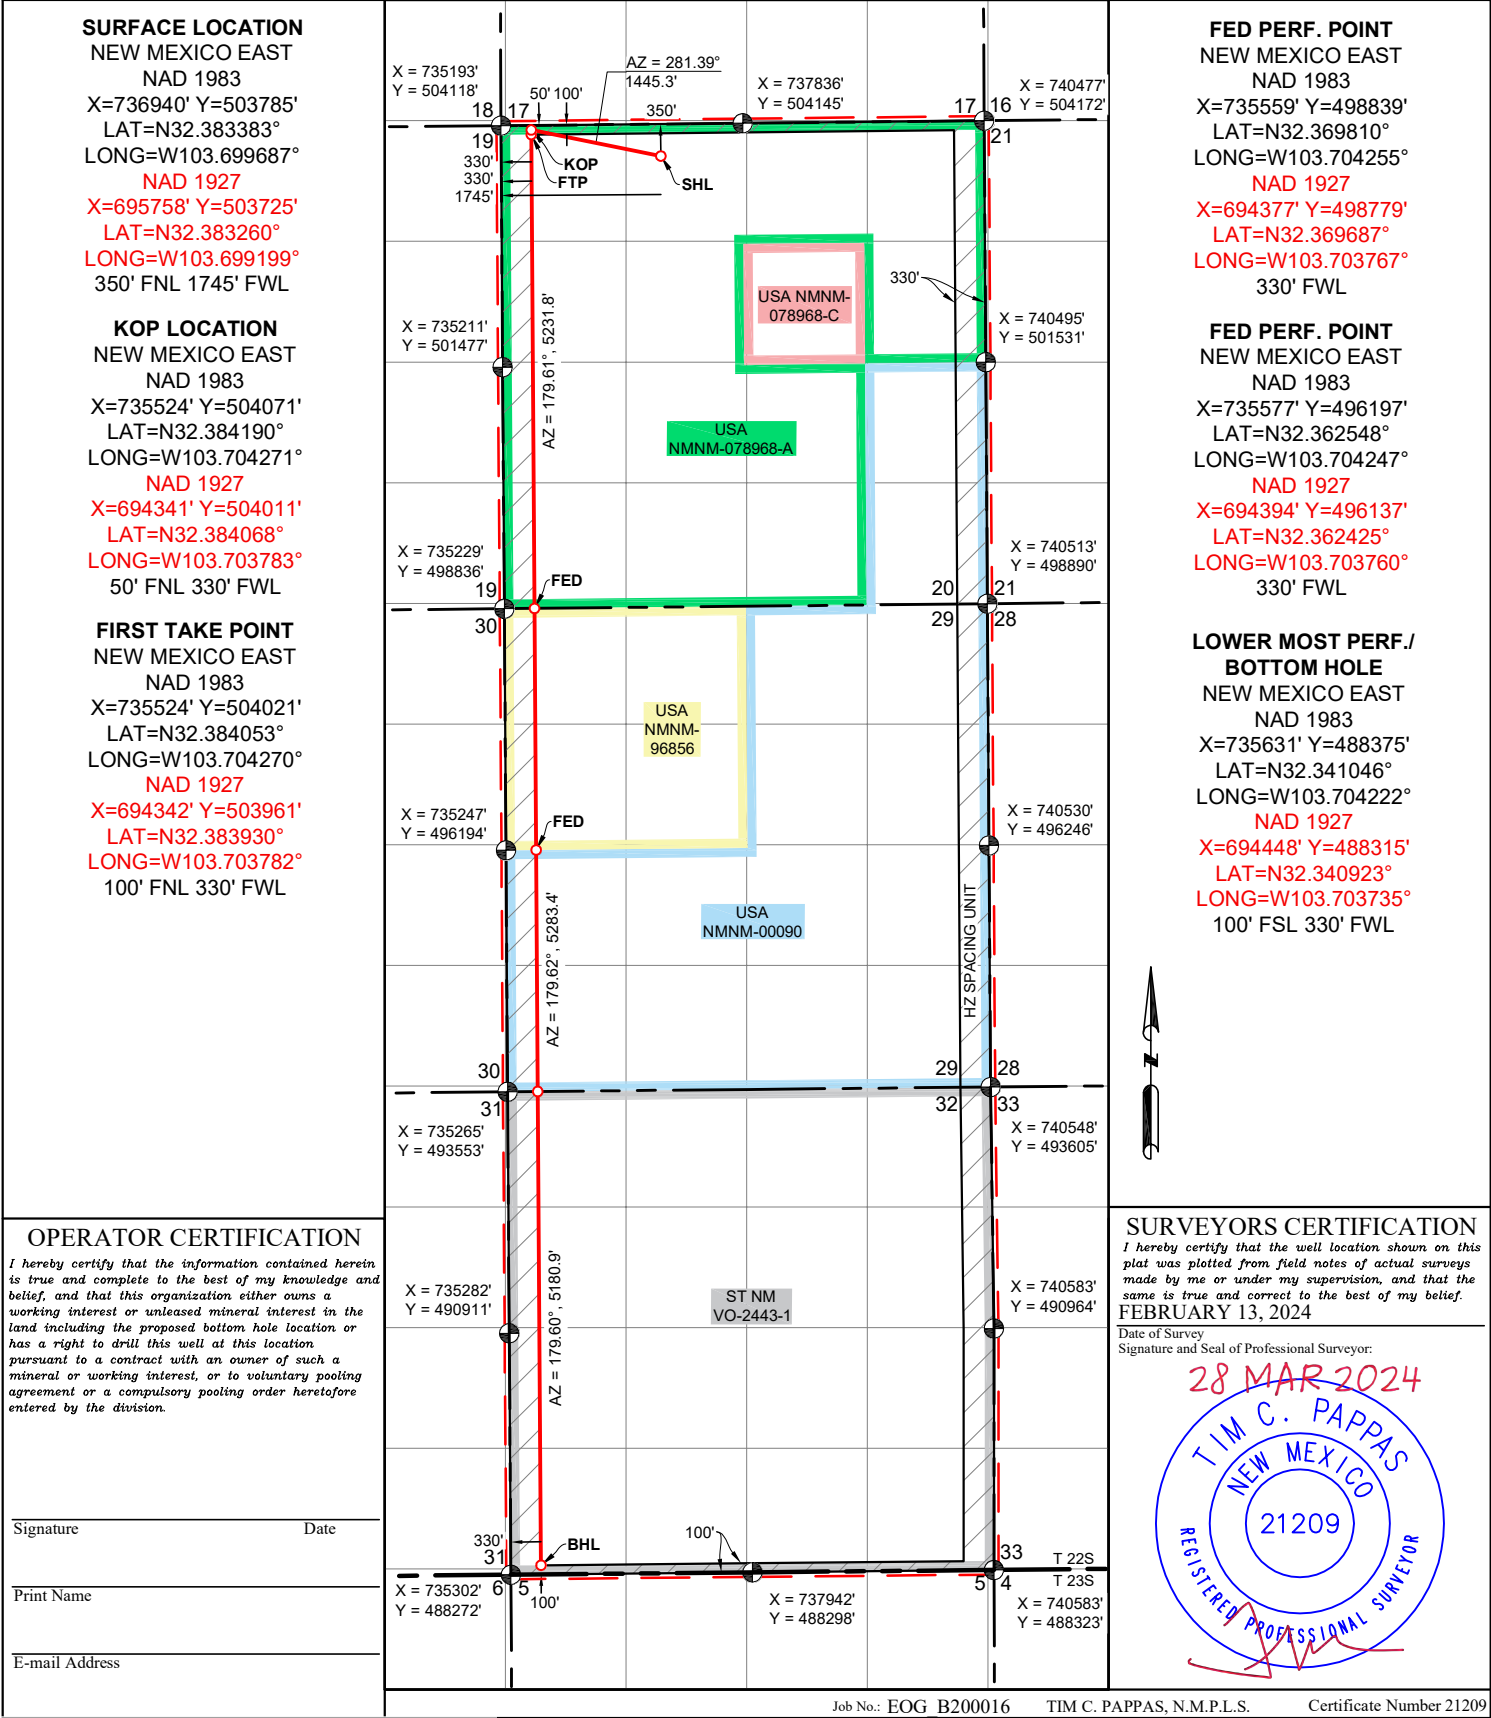 SURFACE LOCATION
NEW MEXICO EAST
NAD 1983
X=736940' Y=503785'
LAT=N32.383383°
LONG=W103.699687°
NAD 1927
X=695758' Y=503725'
LAT=N32.383260°
LONG=W103.699199°
350' FNL 1745' FWL
KOP LOCATION
NEW MEXICO EAST
NAD 1983
X=735524' Y=504071'
LAT=N32.384190°
LONG=W103.704271°
NAD 1927
X=694341' Y=504011'
LAT=N32.384068°
LONG=W103.703783°
50' FNL 330' FWL
FIRST TAKE POINT
NEW MEXICO EAST
NAD 1983
X=735524' Y=504021'
LAT=N32.384053°
LONG=W103.704270°
NAD 1927
X=694342' Y=503961'
LAT=N32.383930°
LONG=W103.703782°
100' FNL 330' FWL
OPERATOR CERTIFICATION
I hereby certify that the information contained herein
is true and complete to the best of my knowledge and
belief, and that this organization either owns a
working interest or unleased mineral interest in the
land including the proposed bottom hole location or
has a right to drill this well at this location
pursuant to a contract with an owner of such a
mineral or working interest, or to voluntary pooling
agreement or a compulsory pooling order heretofore
entered by the division.
Signature Date
Print Name
E-mail Address
X = 735193'
Y = 504118'
AZ = 281.39°
1445.3'
X = 737836'
Y = 504145'
X = 740477'
Y = 504172'
18 17
50' 100'
350'
17 16
19
21
330'
330'
1745'
KOP
FTP
SHL
AZ = 179.61°, 5231.8'
USA NMNM-
078968-C
330'
X = 735211'
Y = 501477'
X = 740495'
Y = 501531'
USA
NMNM-078968-A
X = 735229'
Y = 498836'
X = 740513'
Y = 498890'
19
FED
20 21
30
29 28
USA
NMNM-
96856
X = 735247'
Y = 496194'
FED
X = 740530'
Y = 496246'
AZ = 179.62°, 5283.4'
USA
NMNM-00090
HZ SPACING UNIT
30
29 28
31
32 33
X = 735265'
Y = 493553'
X = 740548'
Y = 493605'
AZ = 179.60°, 5180.9'
X = 735282'
Y = 490911'
ST NM
VO-2443-1
X = 740583'
Y = 490964'
330'
BHL
100'
31
33
T 22S
T 23S
6 5
5 4
100'
X = 735302'
Y = 488272'
X = 737942'
Y = 488298'
X = 740583'
Y = 488323'
FED PERF. POINT
NEW MEXICO EAST
NAD 1983
X=735559' Y=498839'
LAT=N32.369810°
LONG=W103.704255°
NAD 1927
X=694377' Y=498779'
LAT=N32.369687°
LONG=W103.703767°
330' FWL
FED PERF. POINT
NEW MEXICO EAST
NAD 1983
X=735577' Y=496197'
LAT=N32.362548°
LONG=W103.704247°
NAD 1927
X=694394' Y=496137'
LAT=N32.362425°
LONG=W103.703760°
330' FWL
LOWER MOST PERF./
BOTTOM HOLE
NEW MEXICO EAST
NAD 1983
X=735631' Y=488375'
LAT=N32.341046°
LONG=W103.704222°
NAD 1927
X=694448' Y=488315'
LAT=N32.340923°
LONG=W103.703735°
100' FSL 330' FWL
N
SURVEYORS CERTIFICATION
I hereby certify that the well location shown on this
plat was plotted from field notes of actual surveys
made by me or under my supervision, and that the
same is true and correct to the best of my belief.
FEBRUARY 13, 2024
Date of Survey
Signature and Seal of Professional Surveyor:
28 MAR 2024
TIM C. PAPPAS
NEW MEXICO
21209
REGISTERED PROFESSIONAL SURVEYOR
Job No.: EOG_B200016 TIM C. PAPPAS, N.M.P.L.S. Certificate Number 21209